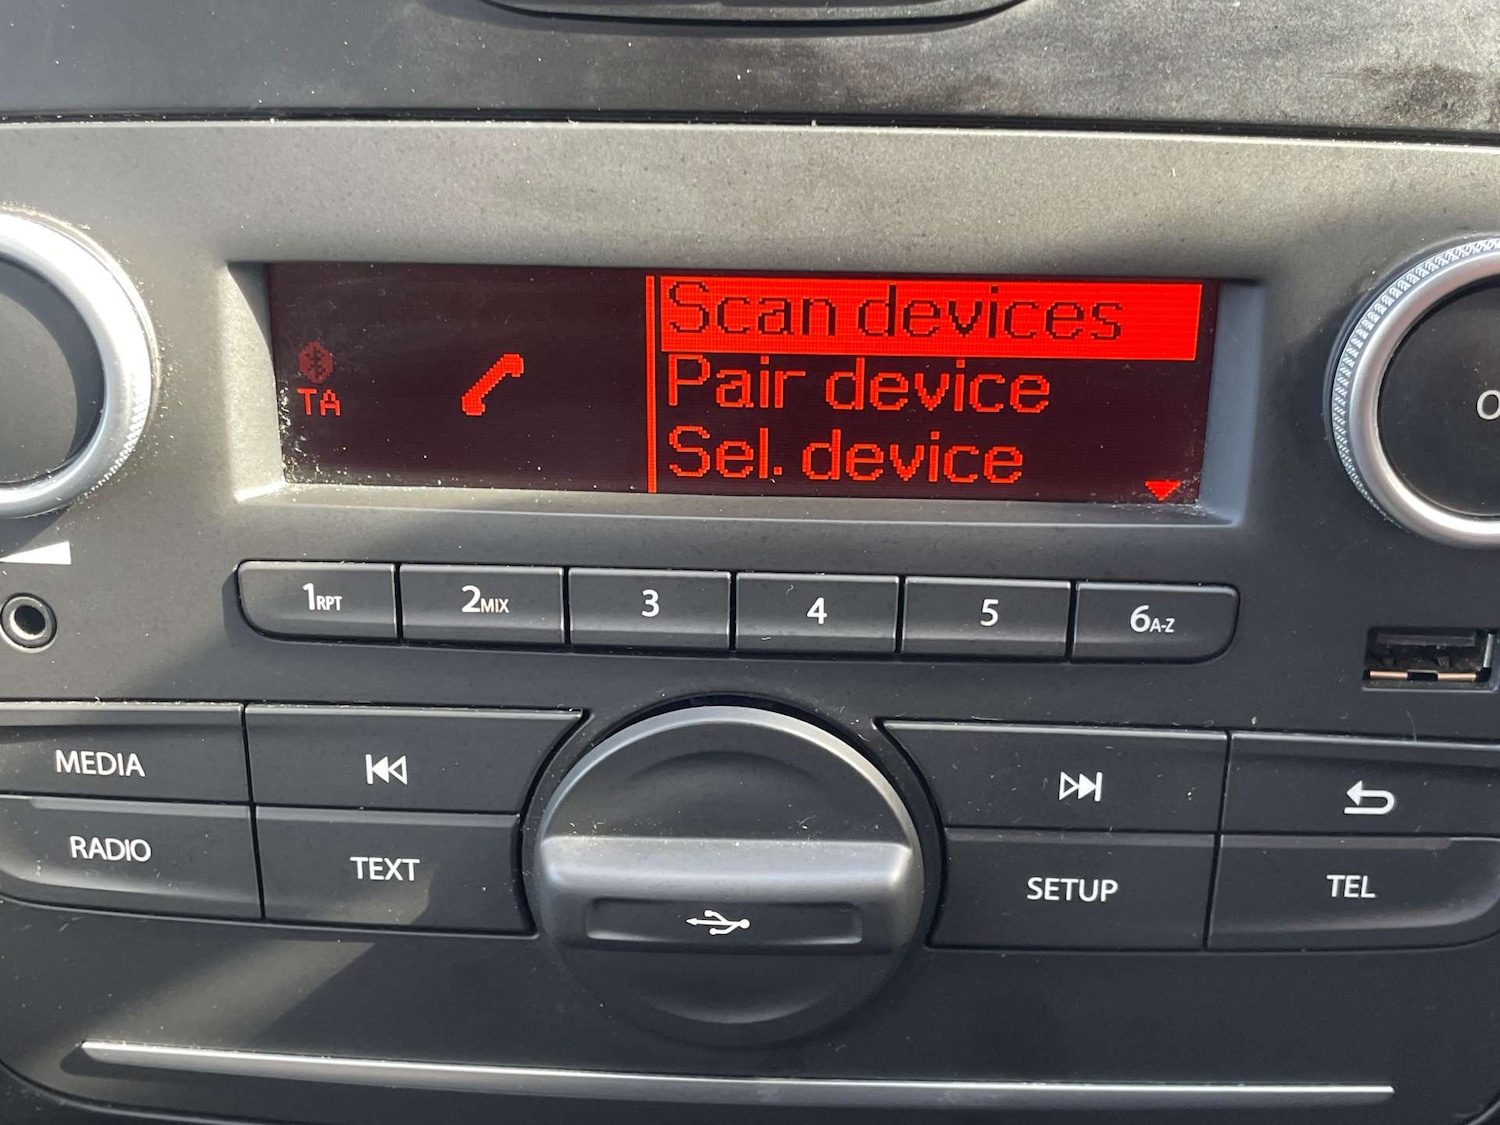 Scan devices
TA
Pair device
Sel. device
1RPT
2MIX
3
4
5
6A-Z
MEDIA
RADIO
TEXT
SETUP
TEL